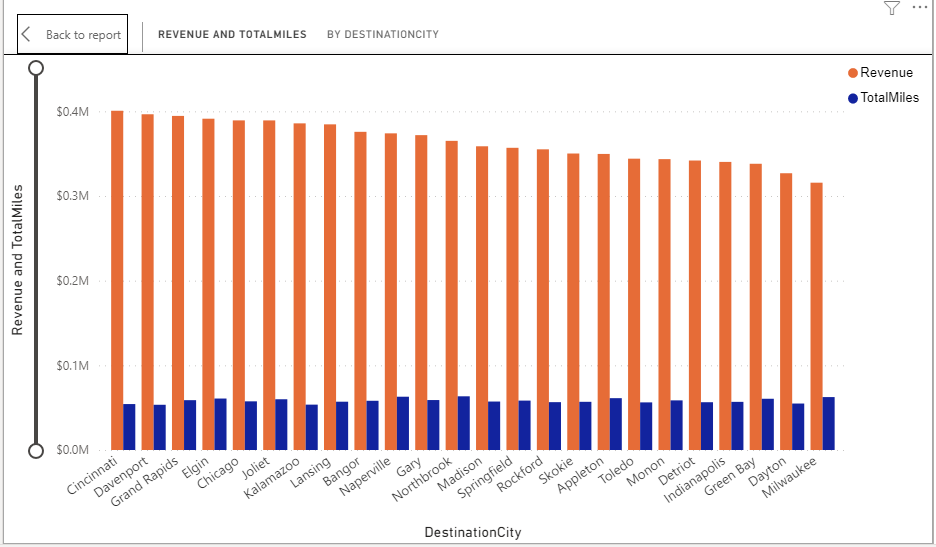 Back to report
REVENUE AND TOTALMILES
BY DESTINATIONCITY
Revenue
TotalMiles
$0.4M
$0.3M
$0.2M
$0.1M
$0.0M
Revenue and TotalMiles
Cincinnati
Davenport
Grand Rapids
Elgin
Chicago
Joliet
Kalamazoo
Lansing
Bangor
Naperville
Gary
Northbrook
Madison
Springfield
Rockford
Skokie
Appleton
Toledo
Monon
Detriot
Indianapolis
Green Bay
Dayton
Milwaukee
DestinationCity